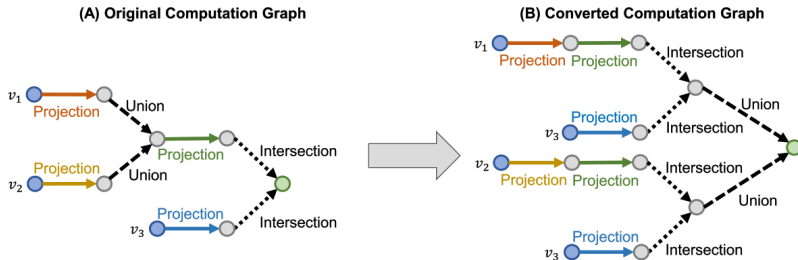 (A) Original Computation Graph
v1
Projection
Union
Projection
v2
Union
Projection
Intersection
Projection
v3
Intersection
(B) Converted Computation Graph
v1
Projection
Projection
Intersection
Projection
v3
Intersection
Union
v2
Projection
Projection
Intersection
Union
Projection
v3
Intersection